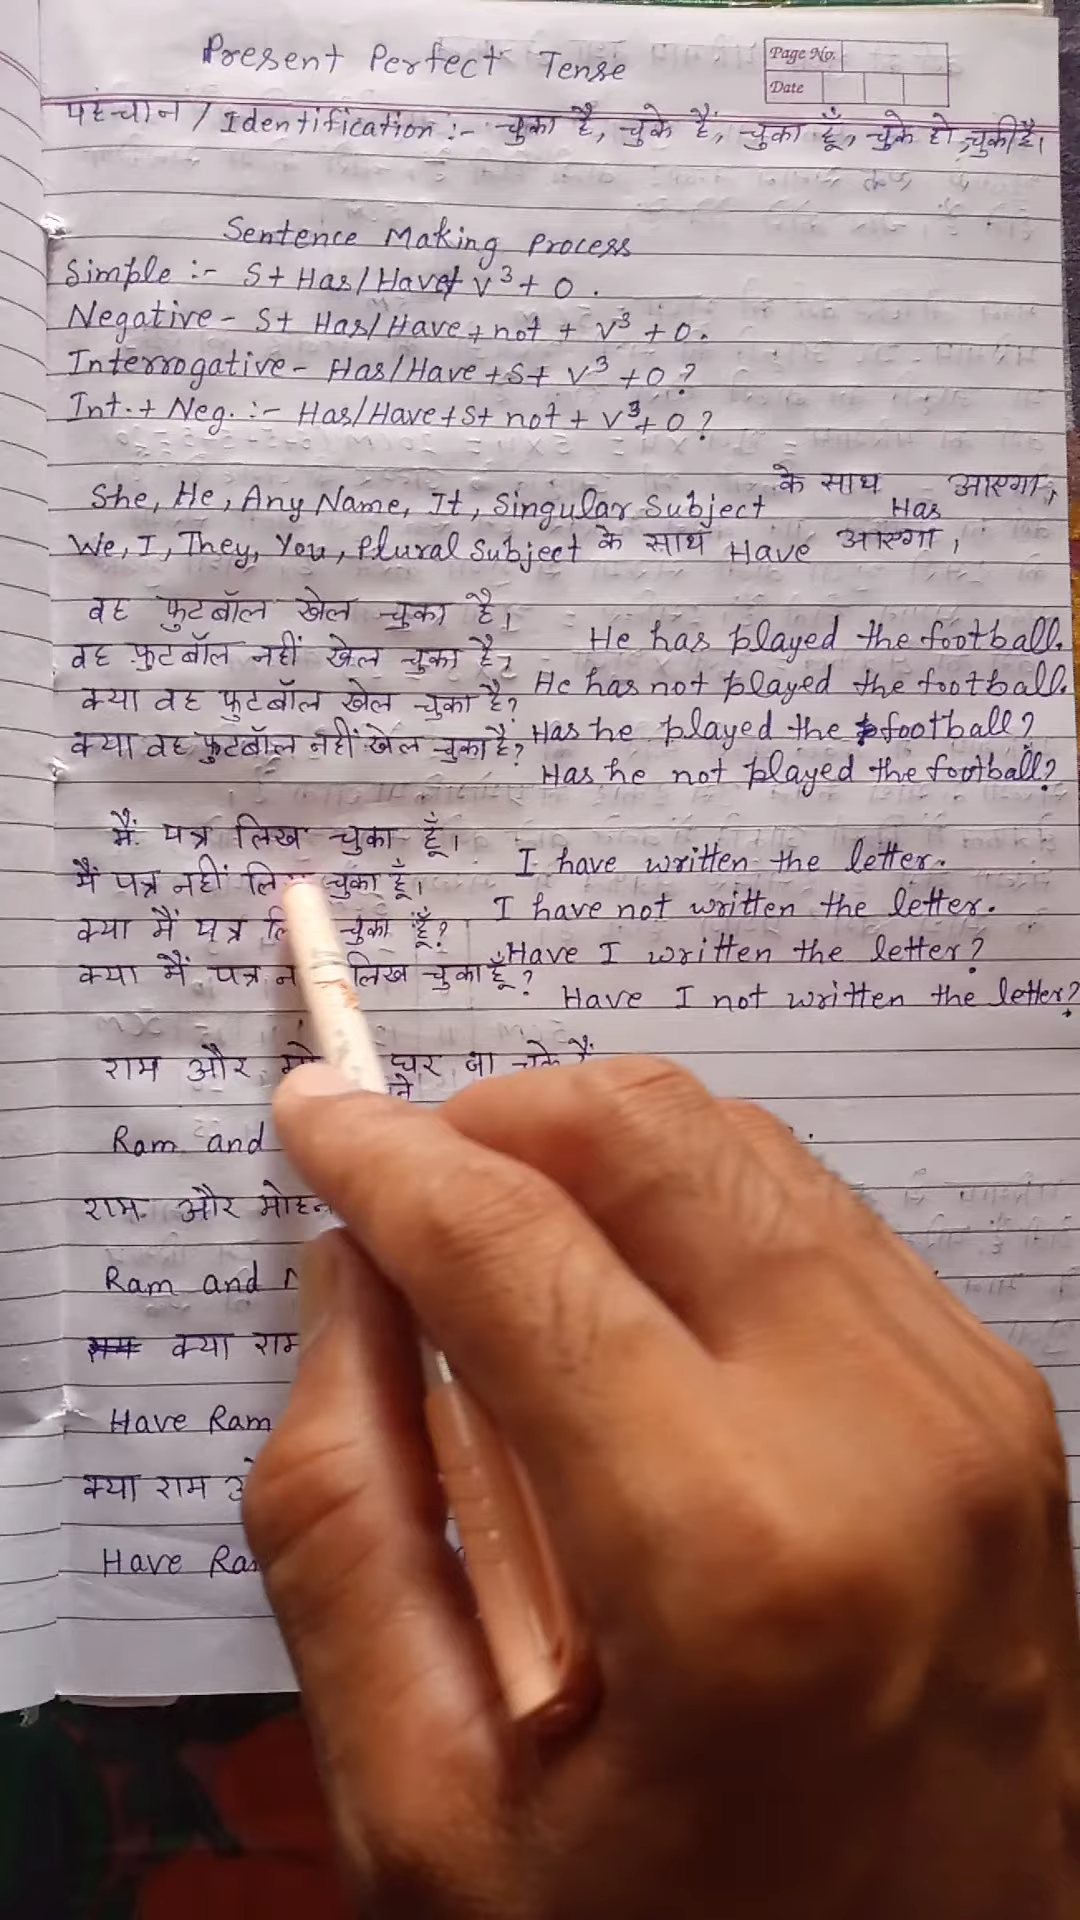 Present Perfect Tense
Page No.
Date
पहचान / Identification :- चुका है, चुके हैं, चुका हूँ, चुके हो, चुकी है।
Sentence Making Process
Simple :- S + Has/Have + V3 + O .
Negative - S + Has/Have + not + V3 + O.
Interrogative - Has/Have + S + V3 + O ?
Int. + Neg. :- Has/Have + S + not + V3 + O ?
She, He, Any Name, It, Singular Subject के साथ Has आएगा,
We, I, They, You, Plural Subject के साथ Have आएगा,
वह फुटबॉल खेल चुका है। He has played the football.
वह फुटबॉल नहीं खेल चुका है, He has not played the football.
क्या वह फुटबॉल खेल चुका है? Has he played the football?
क्या वह फुटबॉल नहीं खेल चुका है? Has he not played the football?
मैं पत्र लिख चुका हूँ। I have written the letter.
मैं पत्र नहीं चुका हूँ। I have not written the letter.
क्या मैं पत्र चुका हूँ? Have I written the letter?
क्या मैं पत्र लिख चुका हूँ? Have I not written the letter?
राम और घर जा चुके हैं
Ram and
राम और मोहन
Ram and
क्या राम
Have Ram
क्या राम
Have